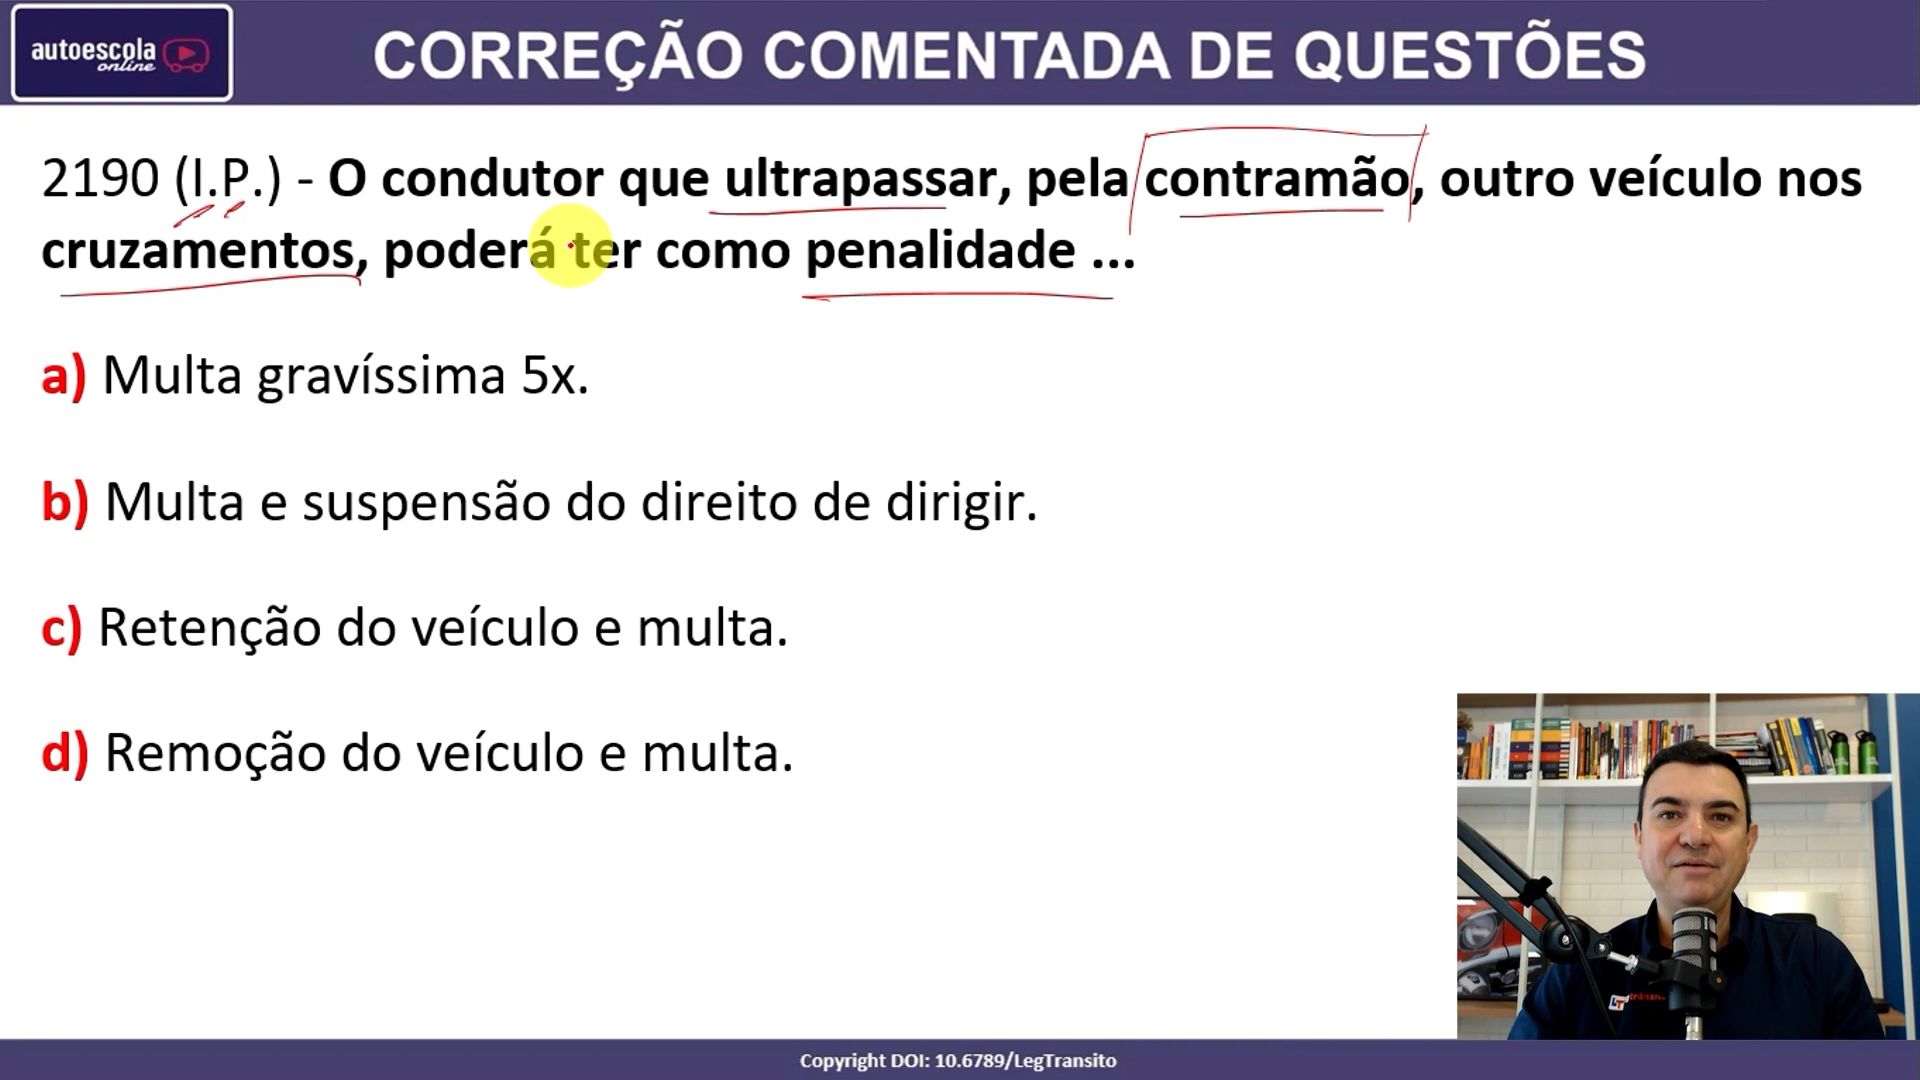 autoescola
online
CORREÇÃO COMENTADA DE QUESTÕES
2190 (I.P.) - O condutor que ultrapassar, pela contramão, outro veículo nos
cruzamentos, poderá ter como penalidade ...
a) Multa gravíssima 5x.
b) Multa e suspensão do direito de dirigir.
c) Retenção do veículo e multa.
d) Remoção do veículo e multa.
Copyright DOI: 10.6789/LegTransito